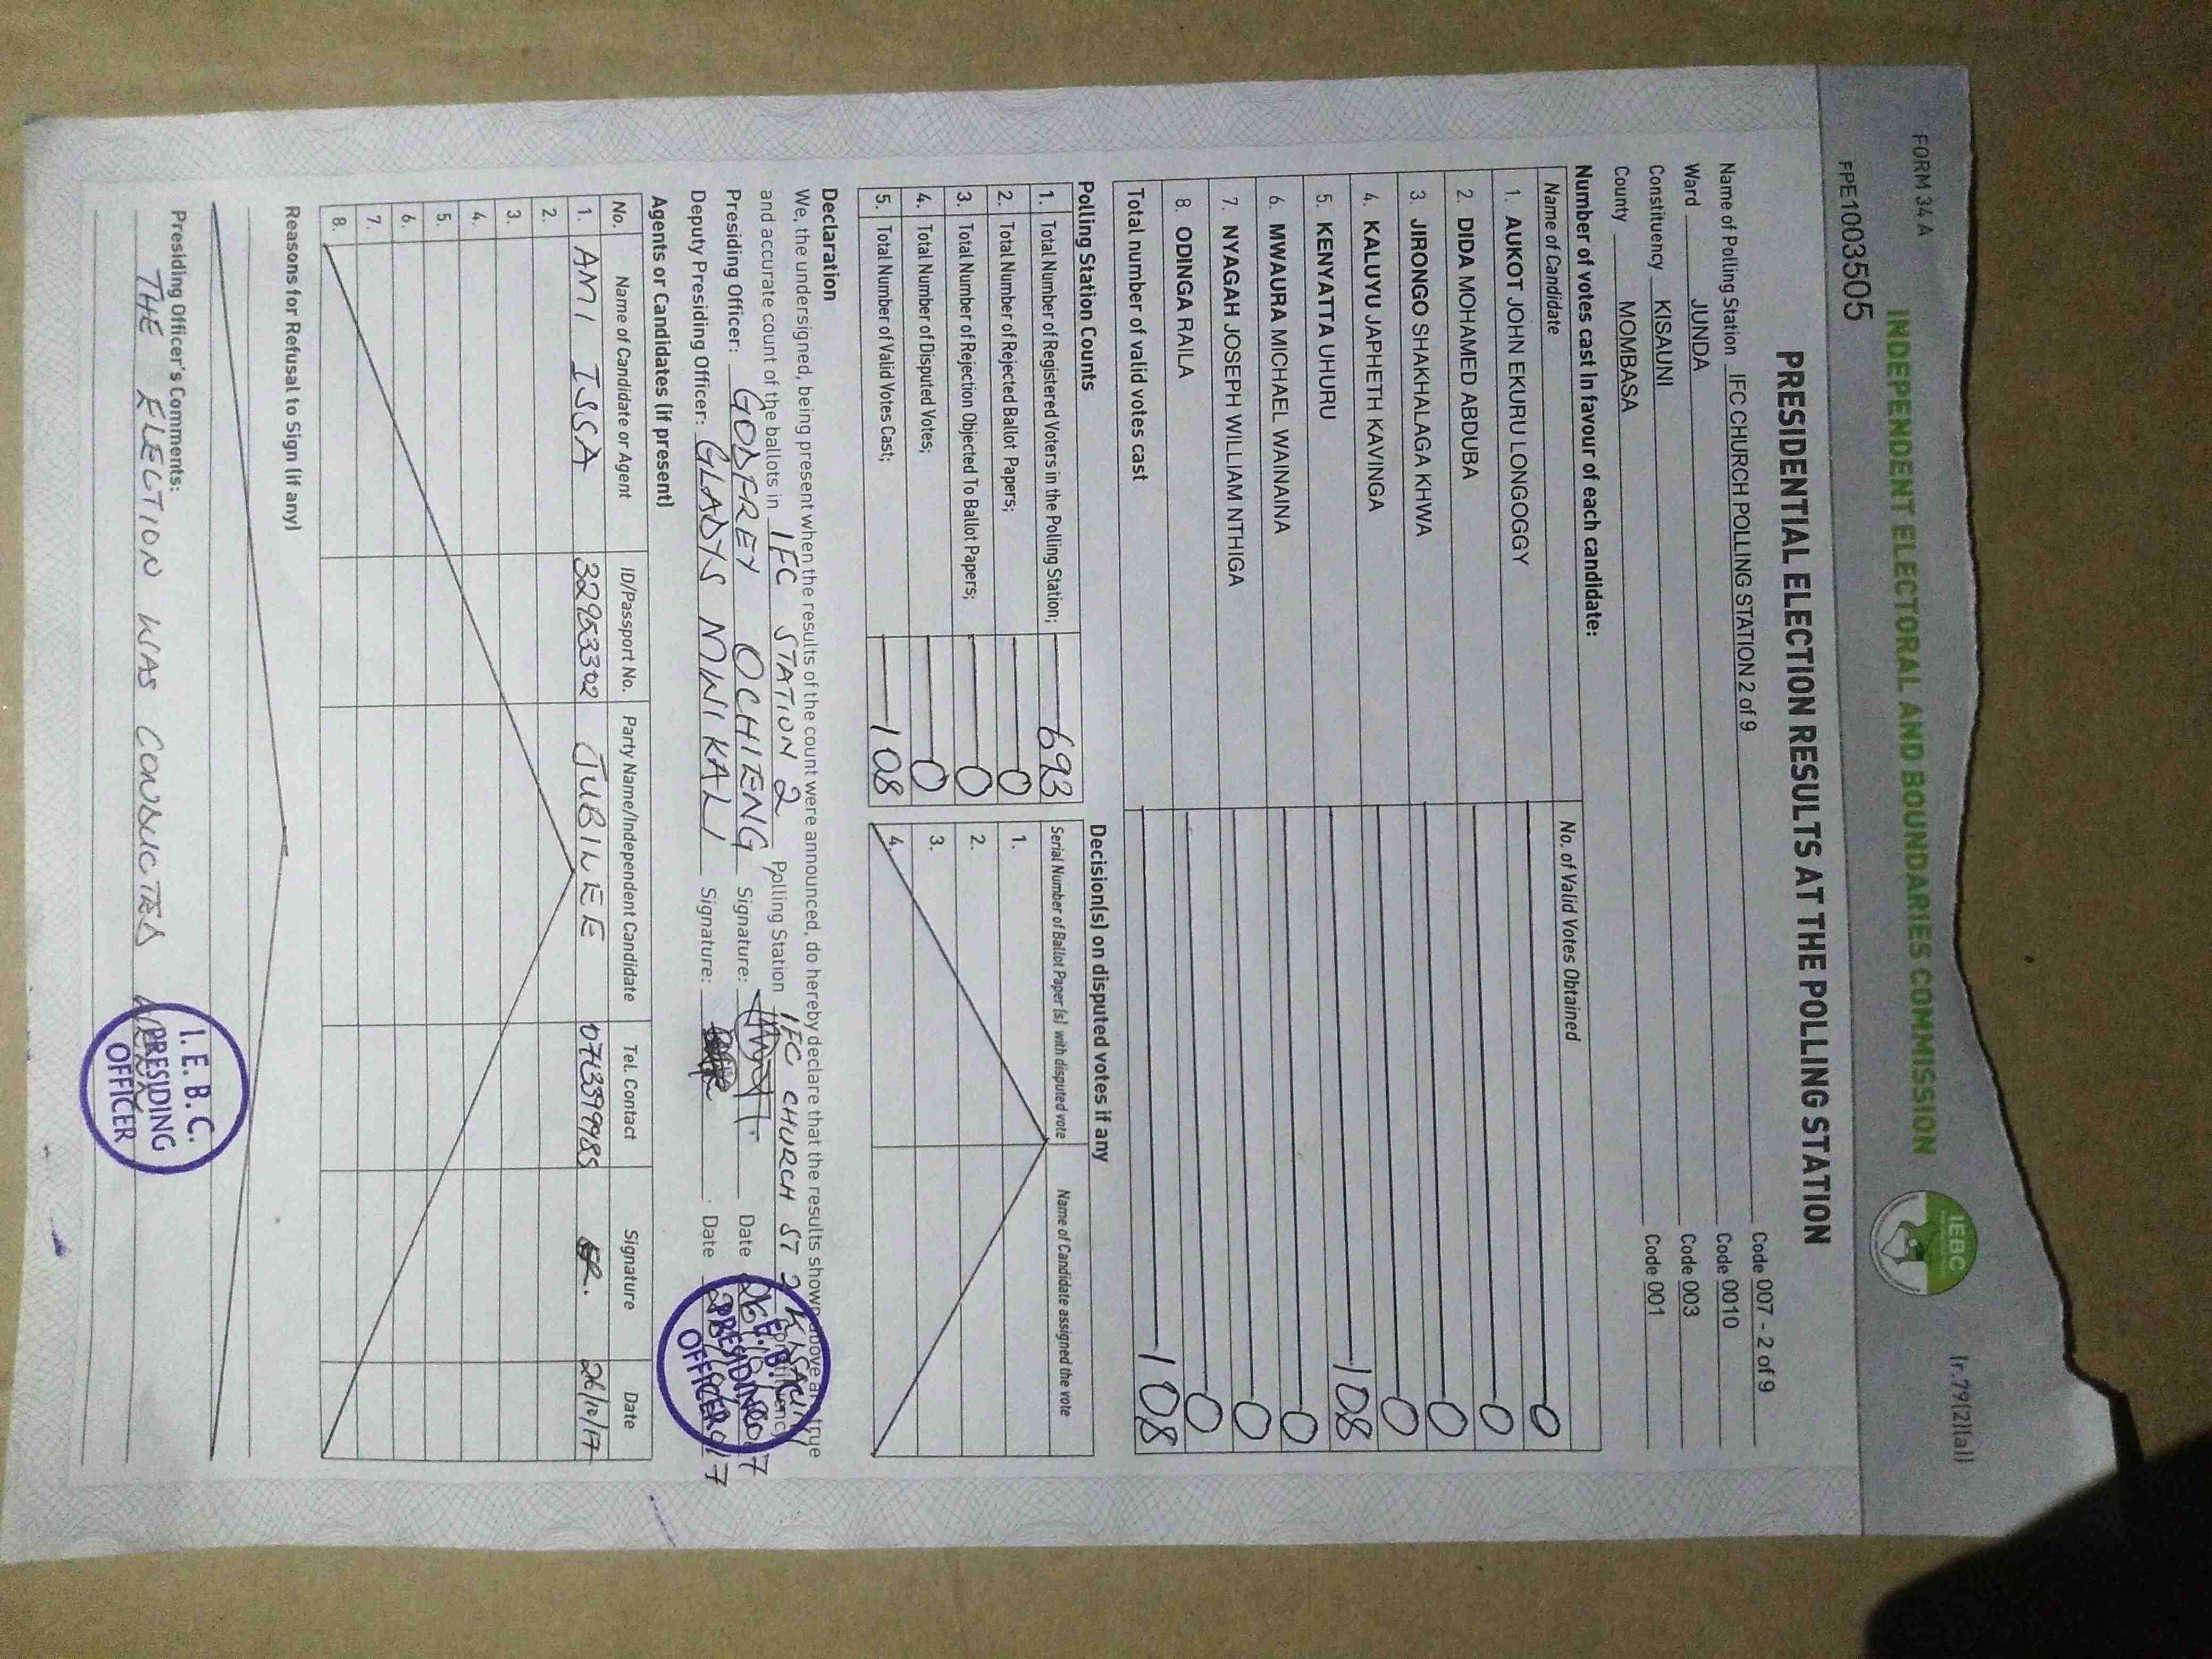 FORM 34 A
(r.79(2)(a))
INDEPENDENT ELECTORAL AND BOUNDARIES COMMISSION
IEBC
FPE1003505
PRESIDENTIAL ELECTION RESULTS AT THE POLLING STATION
Name of Polling Station IFC CHURCH POLLING STATION 2 of 9 Code 007 - 2 of 9
Ward JUNDA Code 0010
Constituency KISAUNI Code 003
County MOMBASA Code 001
Number of votes cast in favour of each candidate:
Name of Candidate No. of Valid Votes Obtained
1. AUKOT JOHN EKURU LONGOGGY 0
2. DIDA MOHAMED ABDUBA 0
3 JIRONGO SHAKHALAGA KHWA 0
4. KALUYU JAPHETH KAVINGA 0
5. KENYATTA UHURU 108
6. MWAURA MICHAEL WAINAINA 0
7. NYAGAH JOSEPH WILLIAM NTHIGA 0
8. ODINGA RAILA 0
Total number of valid votes cast 108
Polling Station Counts
1. Total Number of Registered Voters in the Polling Station; 693
2. Total Number of Rejected Ballot Papers; 0
3. Total Number of Rejection Objected To Ballot Papers; 0
4. Total Number of Disputed Votes; 0
5. Total Number of Valid Votes Cast; 108
Decision(s) on disputed votes if any
Serial Number of Ballot Paper (s) with disputed vote Name of Candidate assigned the vote
1.
2.
3.
4.
Declaration
We, the undersigned, being present when the results of the count were announced, do hereby declare that the results shown above are true
and accurate count of the ballots in IFC STATION 2 Polling Station IFC CHURCH ST 2 KISAUNI
Presiding Officer: GODFREY OCHIENG Signature: Date 26/10/2017
Deputy Presiding Officer: GLADYS MWIKALI Signature: Date
I. E. B. C.
PRESIDING
OFFICER
Agents or Candidates (if present)
No. Name of Candidate or Agent ID/Passport No. Party Name/Independent Candidate Tel. Contact Signature Date
1. AMI ISSA 32953302 JUBILEE 0713399985 26/10/17
2.
3.
4.
5.
6.
7.
8.
Reasons for Refusal to Sign (if any)
Presiding Officer's Comments:
THE ELECTION WAS CONDUCTED
I. E. B. C.
PRESIDING
OFFICER